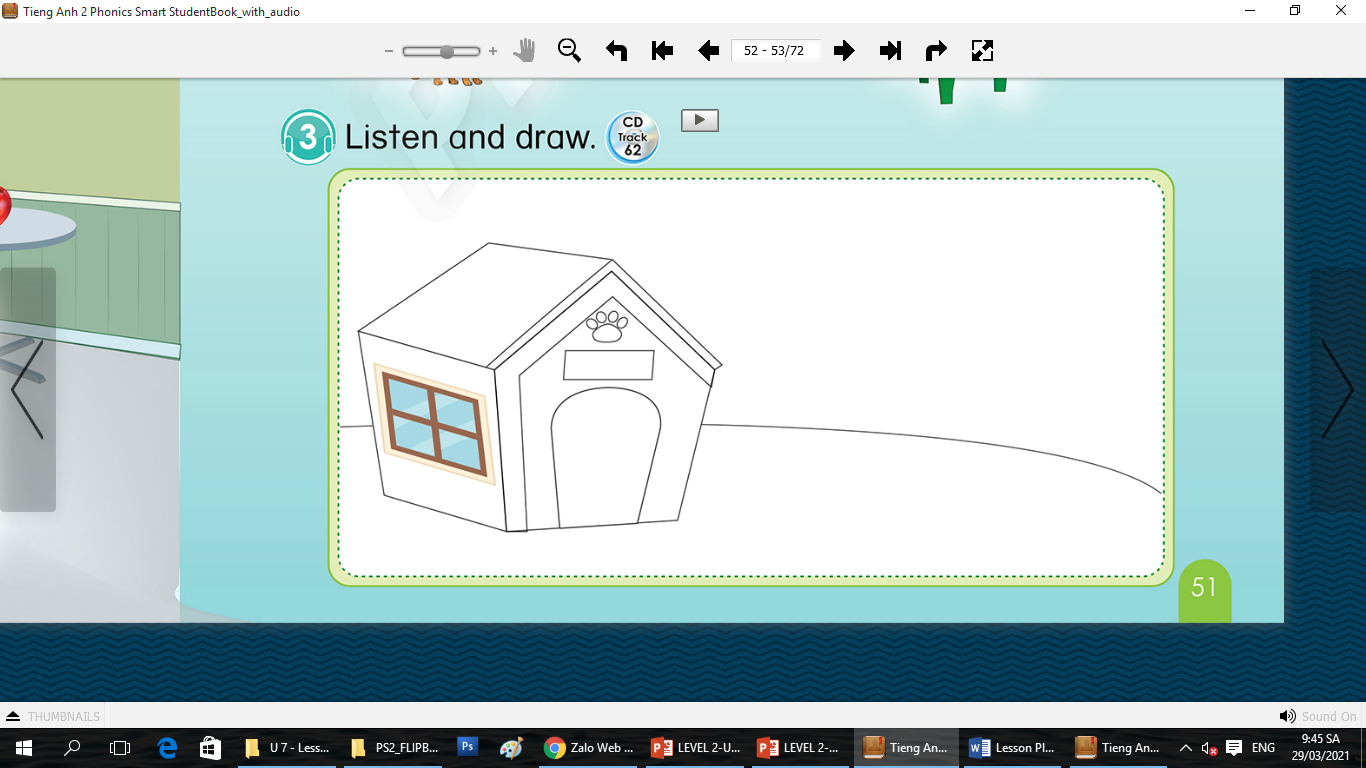 Tieng Anh 2 Phonics Smart StudentBook_with_audio
52 - 53/72
3 Listen and draw.
CD
Track
62
51
THUMBNAILS
Sound On
U 7 - Less...
PS2_FLIPB...
Ps
Zalo Web ...
LEVEL 2-U...
LEVEL 2-...
Tieng An...
Lesson Pl...
Tieng An...
ENG
9:45 SA
29/03/2021